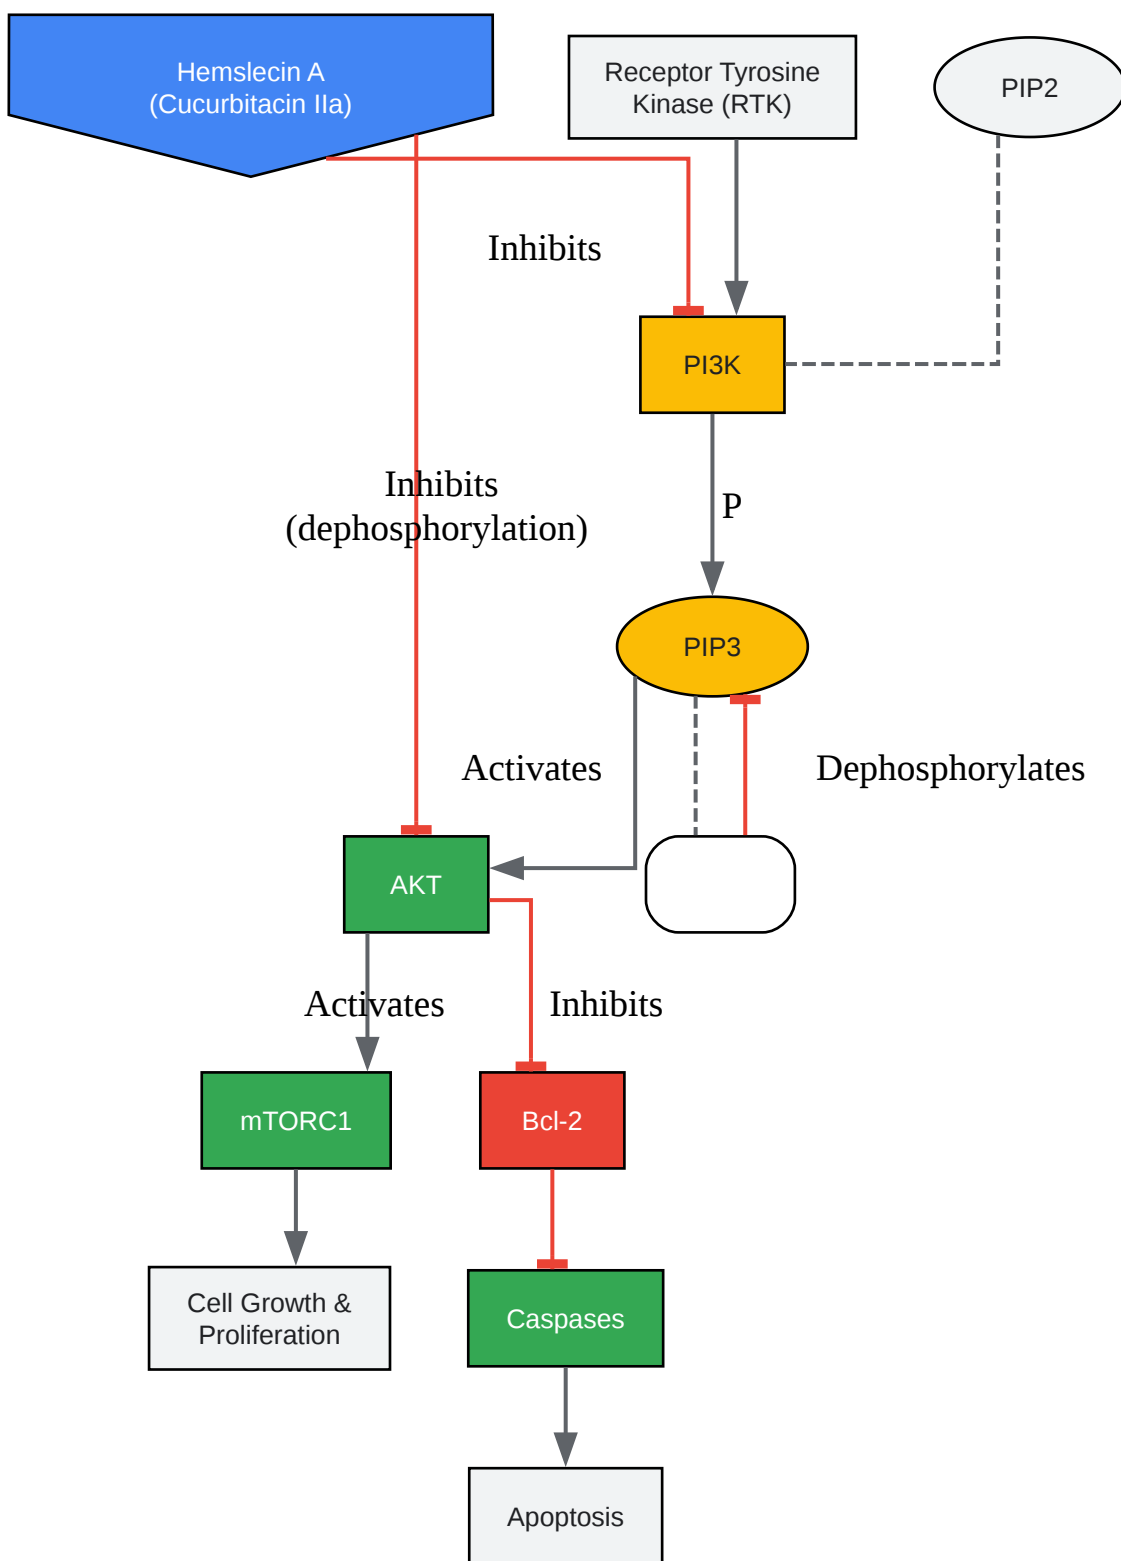 Hemslecin A
(Cucurbitacin IIa)
Receptor Tyrosine
Kinase (RTK)
PIP2
Inhibits
PI3K
Inhibits
(dephosphorylation)
P
PIP3
Activates
Dephosphorylates
AKT
Activates
Inhibits
mTORC1
Bcl-2
Cell Growth &
Proliferation
Caspases
Apoptosis